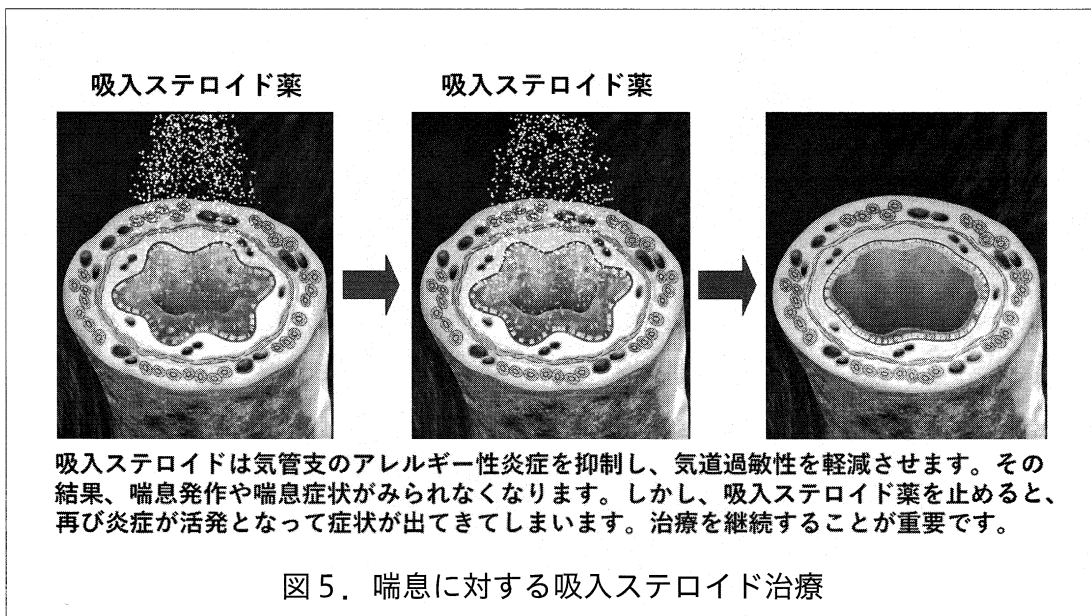 吸入ステロイド薬
吸入ステロイド薬
吸入ステロイドは気管支のアレルギー性炎症を抑制し、気道過敏性を軽減させます。その
結果、喘息発作や喘息症状がみられなくなります。しかし、吸入ステロイド薬を止めると、
再び炎症が活発となって症状が出てきてしまいます。治療を継続することが重要です。
図5．喘息に対する吸入ステロイド治療